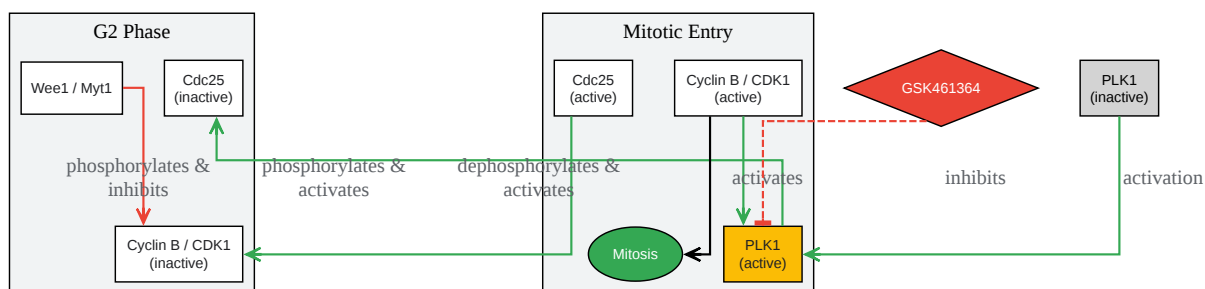 G2 Phase
Mitotic Entry
Wee1 / Myt1
Cdc25
(inactive)
Cdc25
(active)
Cyclin B / CDK1
(active)
GSK461364
PLK1
(inactive)
phosphorylates &
inhibits
phosphorylates &
activates
dephosphorylates &
activates
activates
inhibits
activation
Cyclin B / CDK1
(inactive)
Mitosis
PLK1
(active)